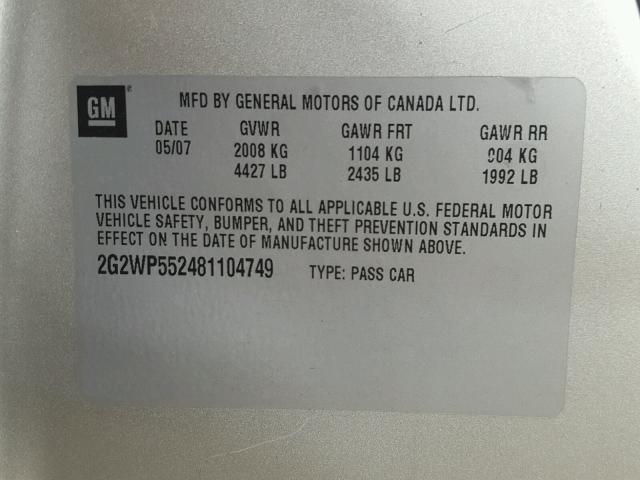 GM ® MFD BY GENERAL MOTORS OF CANADA LTD.
DATE GVWR GAWR FRT GAWR RR
05/07 2008 KG 1104 KG 904 KG
4427 LB 2435 LB 1992 LB
THIS VEHICLE CONFORMS TO ALL APPLICABLE U.S. FEDERAL MOTOR
VEHICLE SAFETY, BUMPER, AND THEFT PREVENTION STANDARDS IN
EFFECT ON THE DATE OF MANUFACTURE SHOWN ABOVE.
2G2WP552481104749 TYPE: PASS CAR